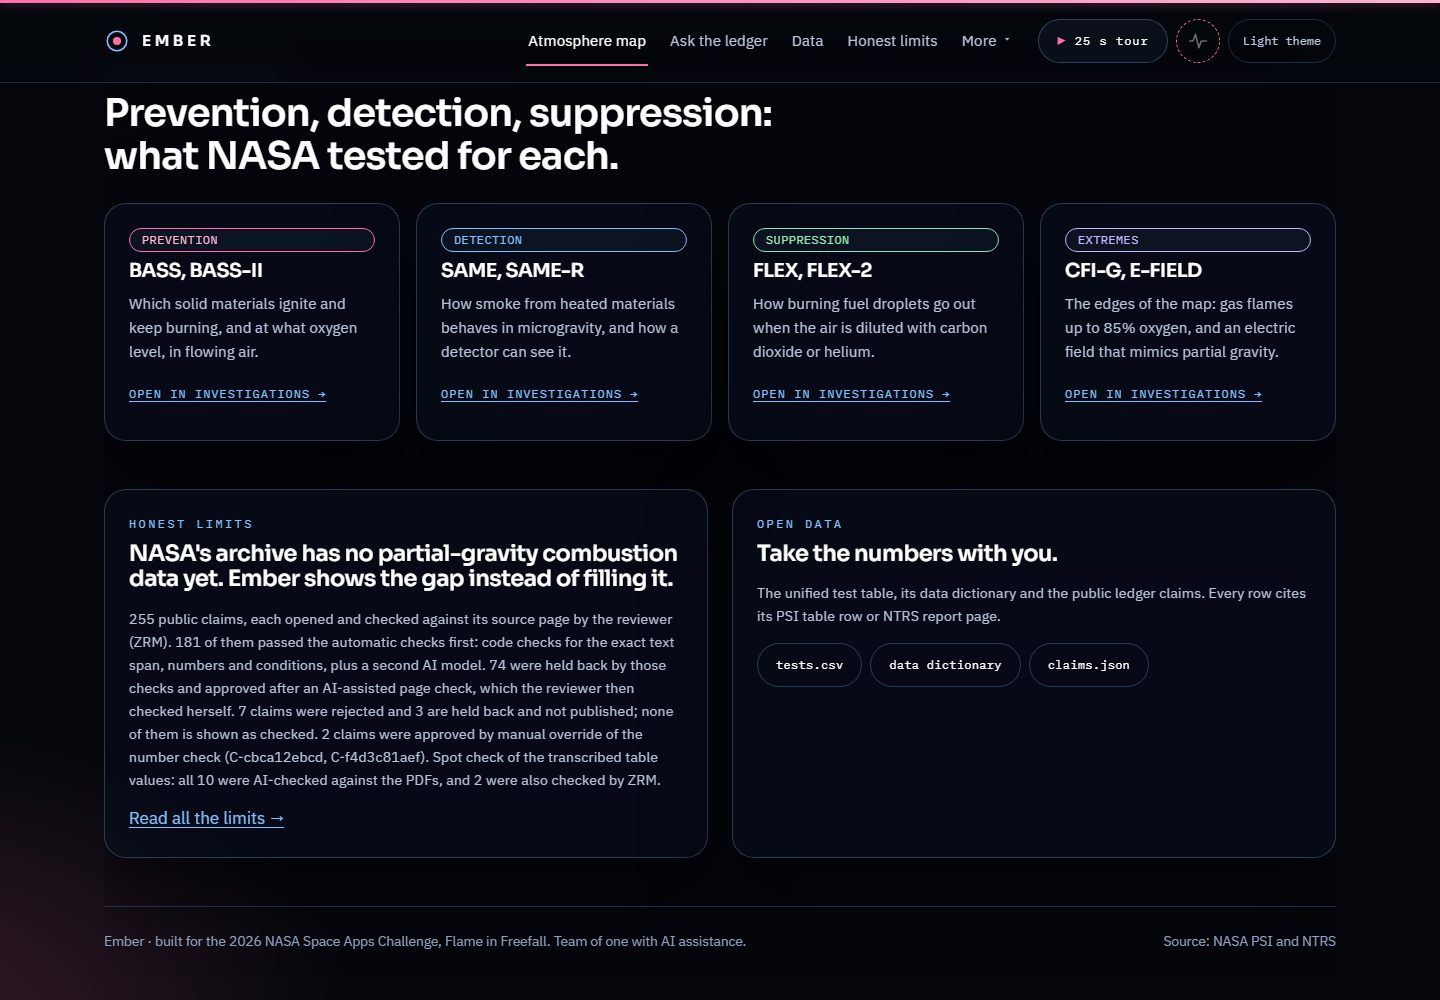 EMBER
Atmosphere map
Ask the ledger
Data
Honest limits
More
25 s tour
Light theme
Prevention, detection, suppression:
what NASA tested for each.
PREVENTION
BASS, BASS-II
Which solid materials ignite and
keep burning, and at what oxygen
level, in flowing air.
OPEN IN INVESTIGATIONS →
DETECTION
SAME, SAME-R
How smoke from heated materials
behaves in microgravity, and how a
detector can see it.
OPEN IN INVESTIGATIONS →
SUPPRESSION
FLEX, FLEX-2
How burning fuel droplets go out
when the air is diluted with carbon
dioxide or helium.
OPEN IN INVESTIGATIONS →
EXTREMES
CFI-G, E-FIELD
The edges of the map: gas flames
up to 85% oxygen, and an electric
field that mimics partial gravity.
OPEN IN INVESTIGATIONS →
HONEST LIMITS
NASA's archive has no partial-gravity combustion
data yet. Ember shows the gap instead of filling it.
255 public claims, each opened and checked against its source page by the reviewer
(ZRM). 181 of them passed the automatic checks first: code checks for the exact text
span, numbers and conditions, plus a second AI model. 74 were held back by those
checks and approved after an AI-assisted page check, which the reviewer then
checked herself. 7 claims were rejected and 3 are held back and not published; none
of them is shown as checked. 2 claims were approved by manual override of the
number check (C-cbca12ebcd, C-f4d3c81aef). Spot check of the transcribed table
values: all 10 were AI-checked against the PDFs, and 2 were also checked by ZRM.
Read all the limits →
OPEN DATA
Take the numbers with you.
The unified test table, its data dictionary and the public ledger claims. Every row cites
its PSI table row or NTRS report page.
tests.csv
data dictionary
claims.json
Ember · built for the 2026 NASA Space Apps Challenge, Flame in Freefall. Team of one with AI assistance.
Source: NASA PSI and NTRS